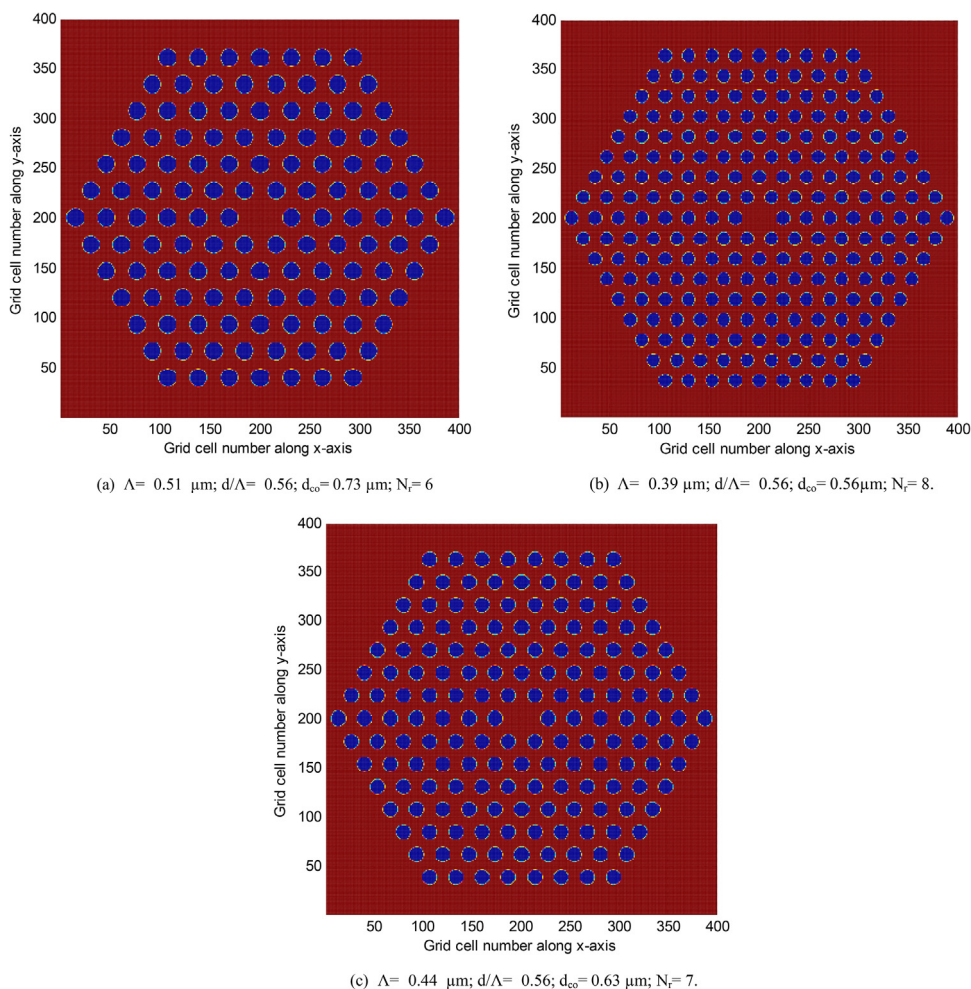 400
350
300
250
200
150
100
50
Grid cell number along y-axis
50 100 150 200 250 300 350 400
Grid cell number along x-axis
(a) Λ= 0.51 µm; d/Λ= 0.56; dco= 0.73 µm; Nr= 6
400
350
300
250
200
150
100
50
Grid cell number along y-axis
50 100 150 200 250 300 350 400
Grid cell number along x-axis
(b) Λ= 0.39 µm; d/Λ= 0.56; dco= 0.56µm; Nr= 8.
400
350
300
250
200
150
100
50
Grid cell number along y-axis
50 100 150 200 250 300 350 400
Grid cell number along x-axis
(c) Λ= 0.44 µm; d/Λ= 0.56; dco= 0.63 µm; Nr= 7.